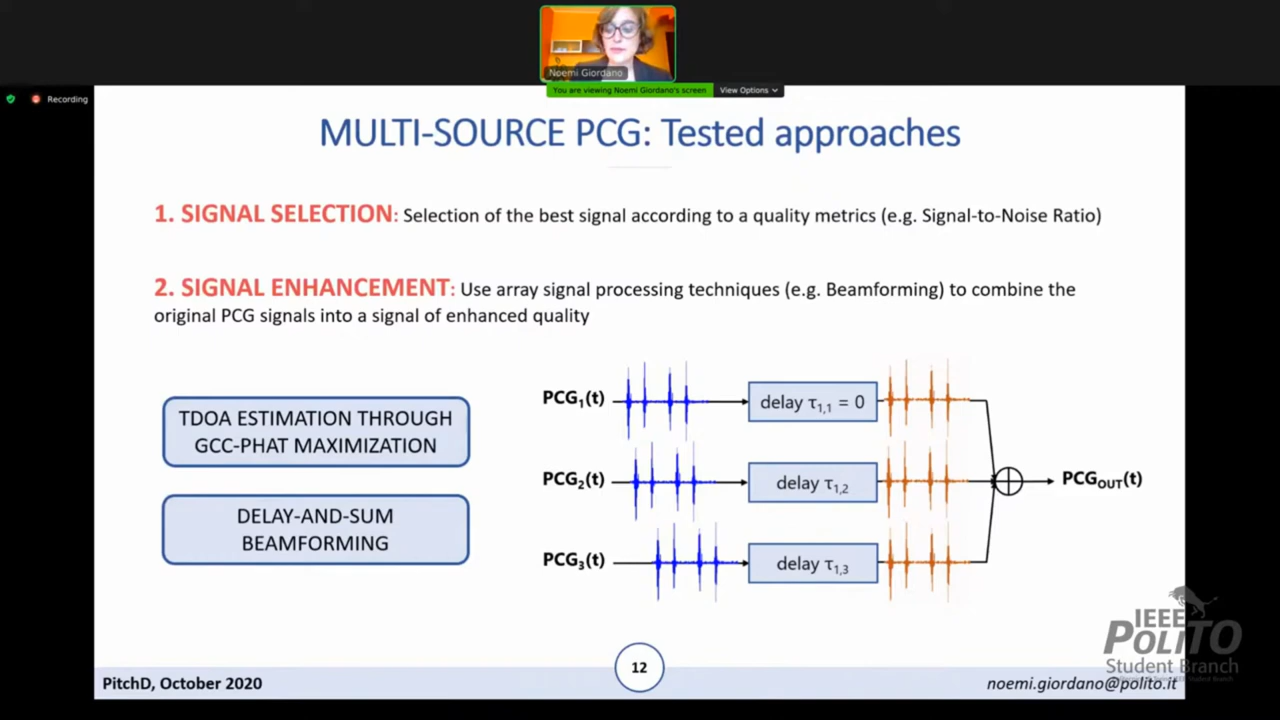 Noemi Giordano
You are viewing Noemi Giordano's screen
View Options
Recording
MULTI-SOURCE PCG: Tested approaches
1. SIGNAL SELECTION: Selection of the best signal according to a quality metrics (e.g. Signal-to-Noise Ratio)
2. SIGNAL ENHANCEMENT: Use array signal processing techniques (e.g. Beamforming) to combine the
original PCG signals into a signal of enhanced quality
TDOA ESTIMATION THROUGH
GCC-PHAT MAXIMIZATION
DELAY-AND-SUM
BEAMFORMING
PCG₁(t)
delay τ₁,₁ = 0
PCG₂(t)
delay τ₁,₂
PCG_OUT(t)
PCG₃(t)
delay τ₁,₃
IEEE
POLITO
Student Branch
12
PitchD, October 2020
noemi.giordano@polito.it